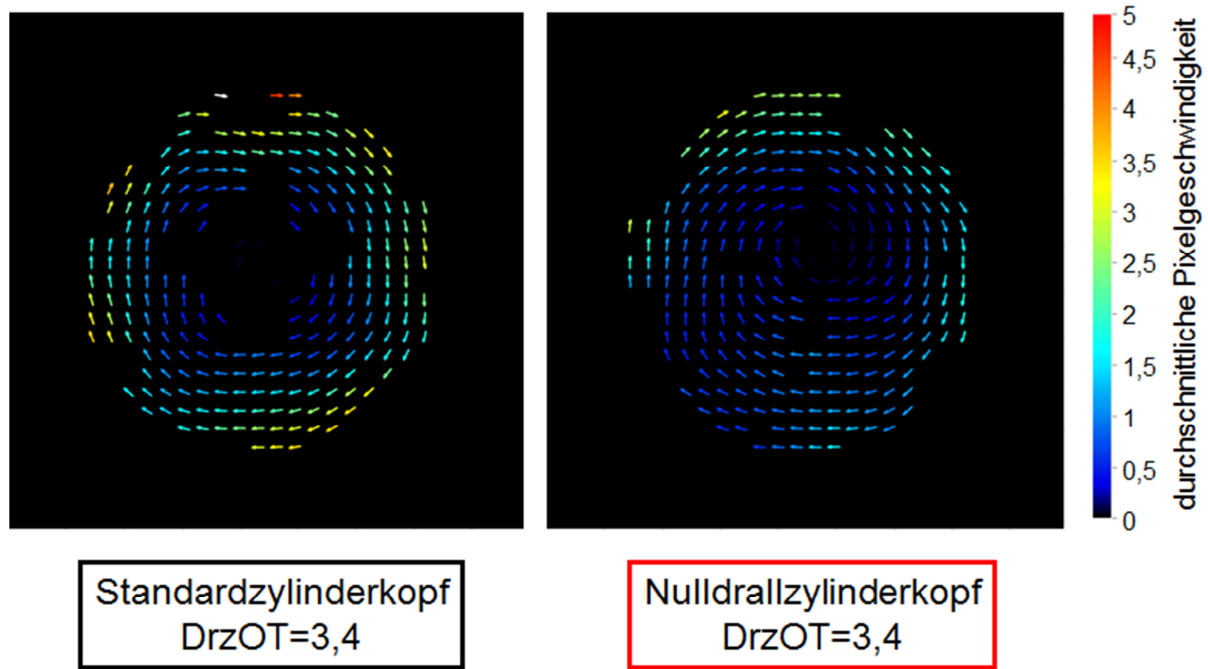 5
4,5
4
3,5
3
2,5
2
1,5
1
0,5
0
durchschnittliche Pixelgeschwindigkeit
Standardzylinderkopf
DrzOT=3,4
Nulldrallzylinderkopf
DrzOT=3,4